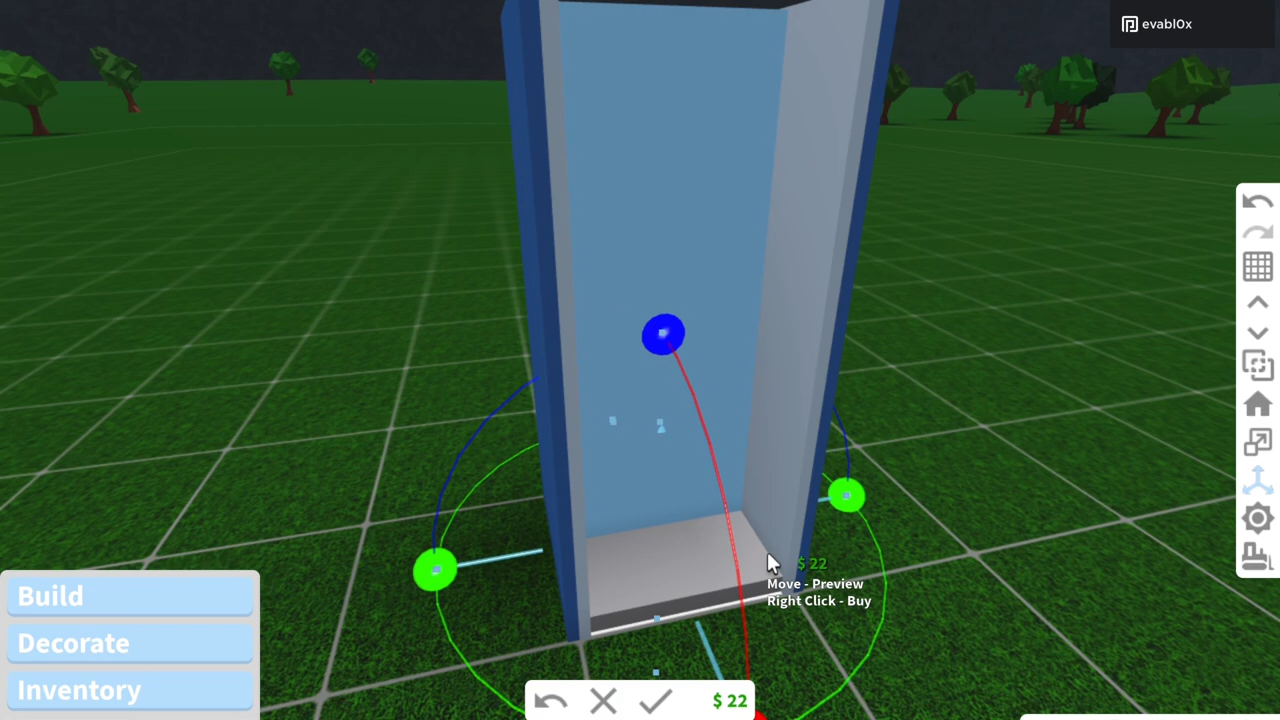 evabl0x
$ 22
Move - Preview
Right Click - Buy
Build
Decorate
Inventory
$ 22